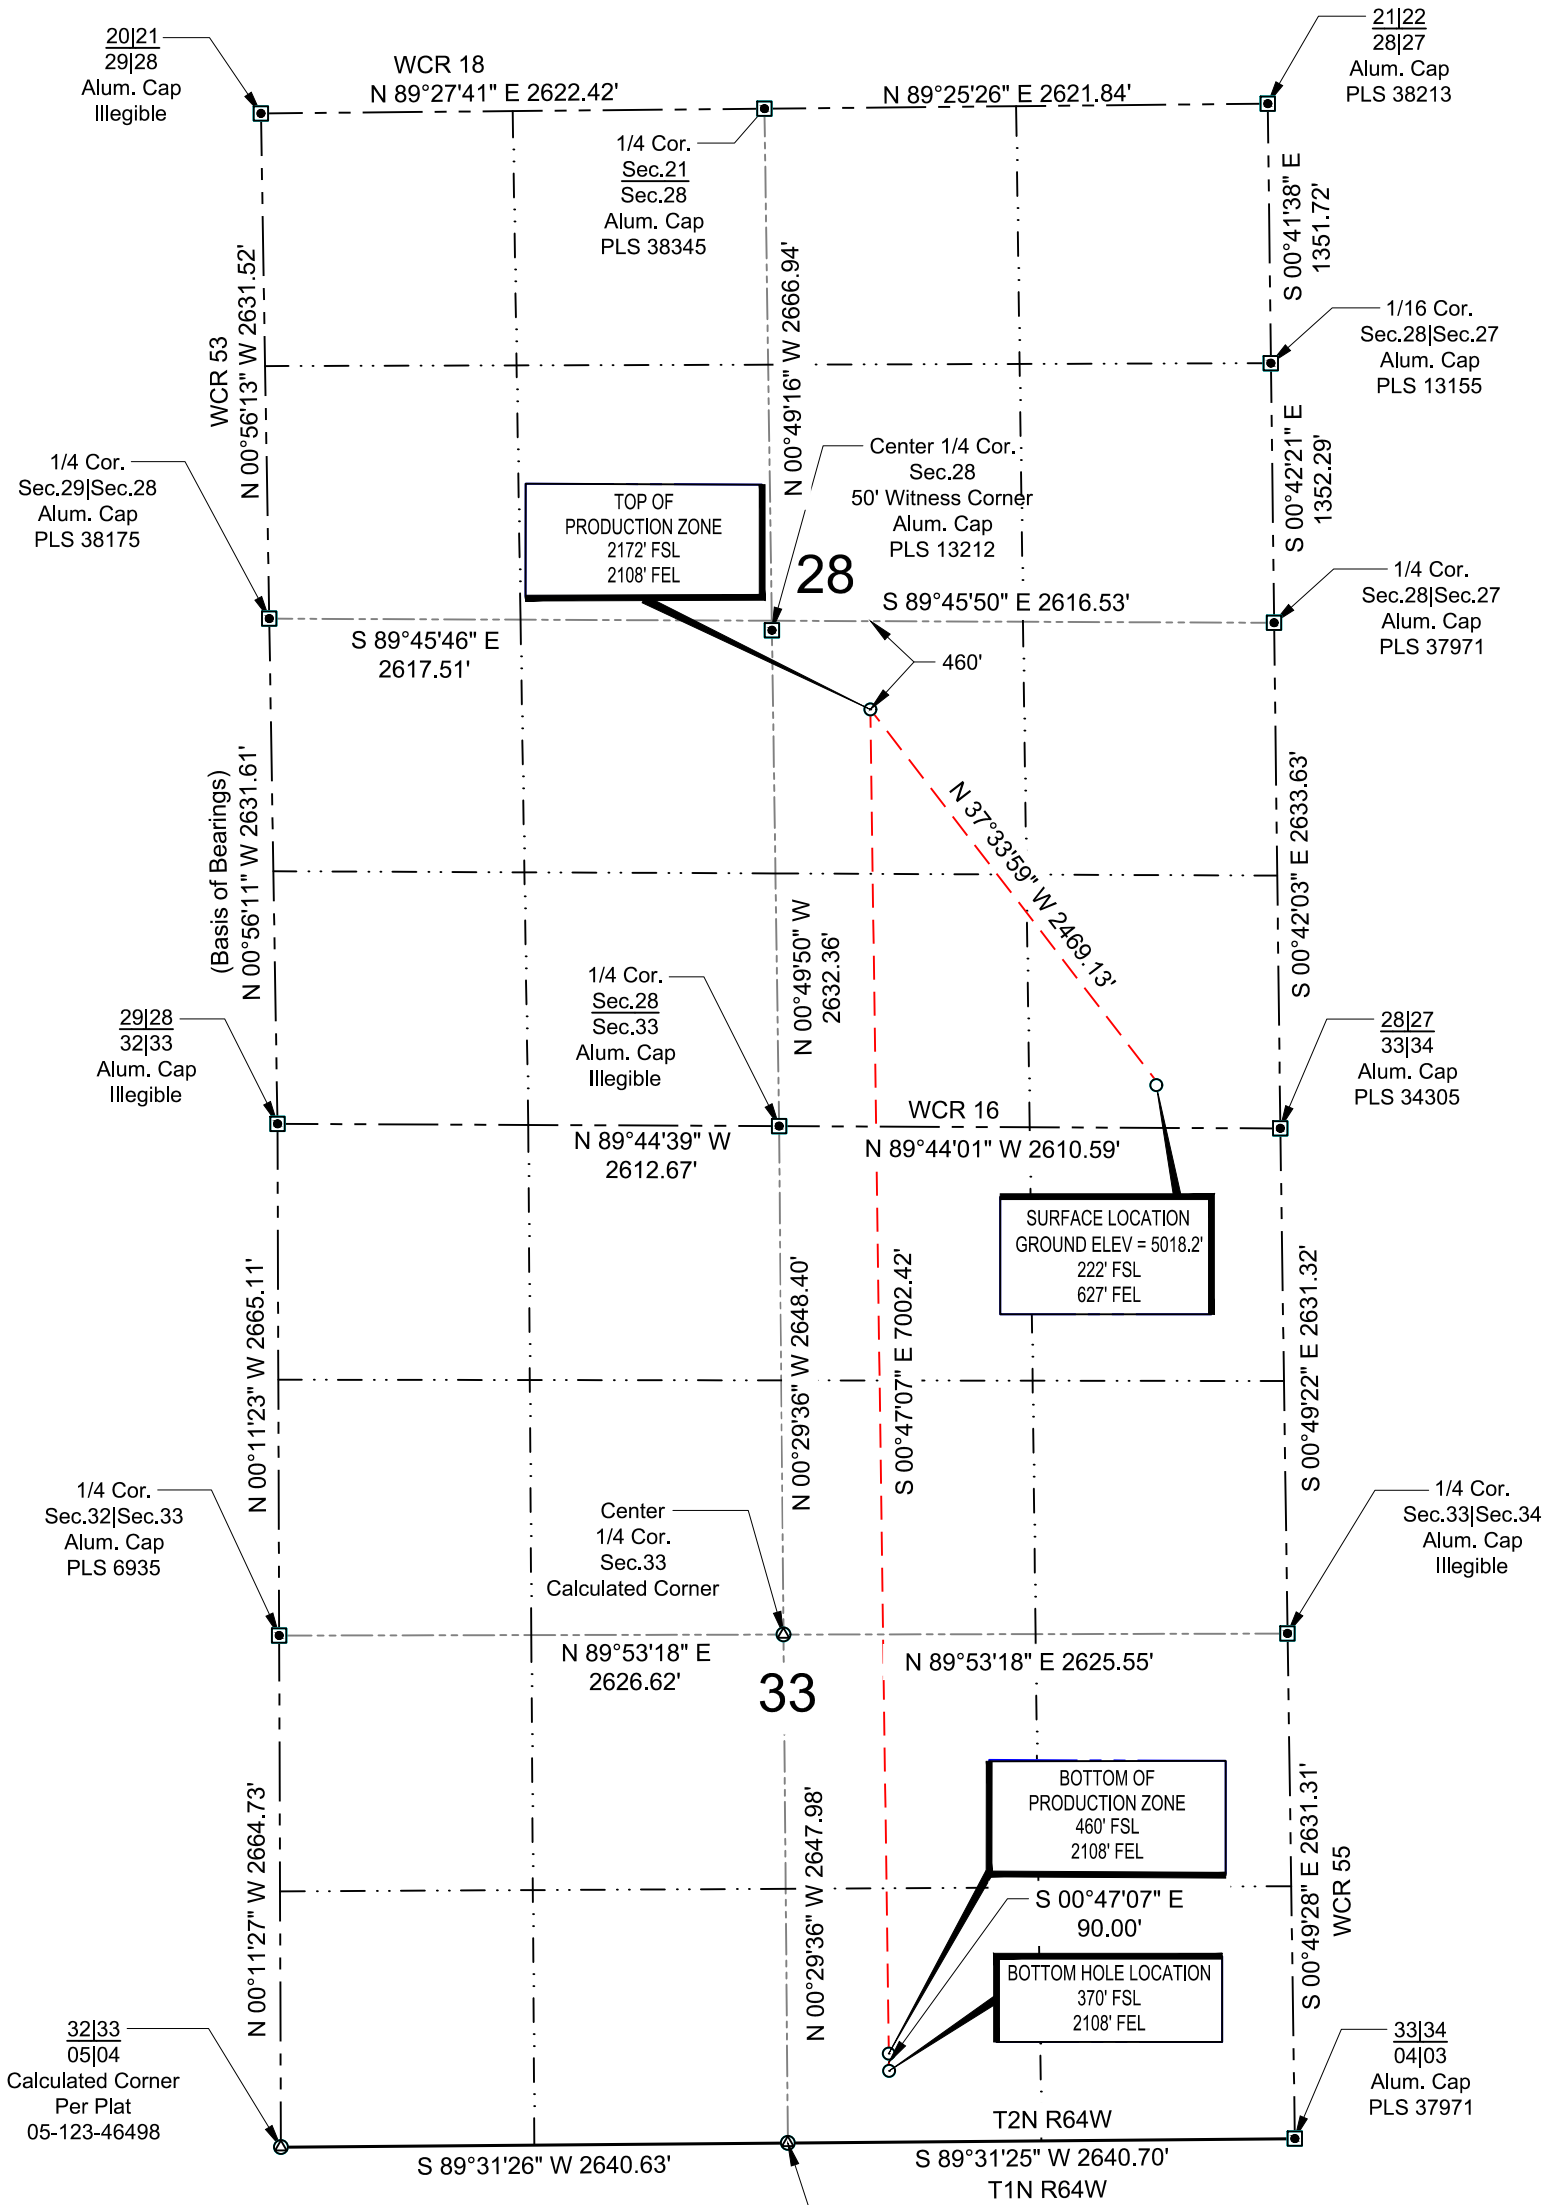 20|21
29|28
Alum. Cap
Illegible
WCR 18
N 89°27'41" E 2622.42'
N 89°25'26" E 2621.84'
21|22
28|27
Alum. Cap
PLS 38213
1/4 Cor.
Sec.21
Sec.28
Alum. Cap
PLS 38345
WCR 53
N 00°56'13" W 2631.52'
N 00°49'16" W 2666.94'
S 00°41'38" E
1351.72'
1/16 Cor.
Sec.28|Sec.27
Alum. Cap
PLS 13155
S 00°42'21" E
1352.29'
1/4 Cor.
Sec.29|Sec.28
Alum. Cap
PLS 38175
TOP OF
PRODUCTION ZONE
2172' FSL
2108' FEL
Center 1/4 Cor.
Sec.28
50' Witness Corner
Alum. Cap
PLS 13212
28
S 89°45'50" E 2616.53'
1/4 Cor.
Sec.28|Sec.27
Alum. Cap
PLS 37971
S 89°45'46" E
2617.51'
460'
(Basis of Bearings)
N 00°56'11" W 2631.61'
N 37°33'59" W 2469.13'
S 00°42'03" E 2633.63'
N 00°49'50" W
2632.36'
1/4 Cor.
Sec.28
Sec.33
Alum. Cap
Illegible
29|28
32|33
Alum. Cap
Illegible
28|27
33|34
Alum. Cap
PLS 34305
WCR 16
N 89°44'39" W
2612.67'
N 89°44'01" W 2610.59'
SURFACE LOCATION
GROUND ELEV = 5018.2'
222' FSL
627' FEL
N 00°11'23" W 2665.11'
N 00°29'36" W 2648.40'
S 00°47'07" E 7002.42'
S 00°49'22" E 2631.32'
1/4 Cor.
Sec.32|Sec.33
Alum. Cap
PLS 6935
Center
1/4 Cor.
Sec.33
Calculated Corner
1/4 Cor.
Sec.33|Sec.34
Alum. Cap
Illegible
N 89°53'18" E
2626.62'
N 89°53'18" E 2625.55'
33
N 00°11'27" W 2664.73'
N 00°29'36" W 2647.98'
BOTTOM OF
PRODUCTION ZONE
460' FSL
2108' FEL
S 00°49'28" E 2631.31'
WCR 55
S 00°47'07" E
90.00'
BOTTOM HOLE LOCATION
370' FSL
2108' FEL
32|33
05|04
Calculated Corner
Per Plat
05-123-46498
33|34
04|03
Alum. Cap
PLS 37971
T2N R64W
S 89°31'26" W 2640.63'
S 89°31'25" W 2640.70'
T1N R64W